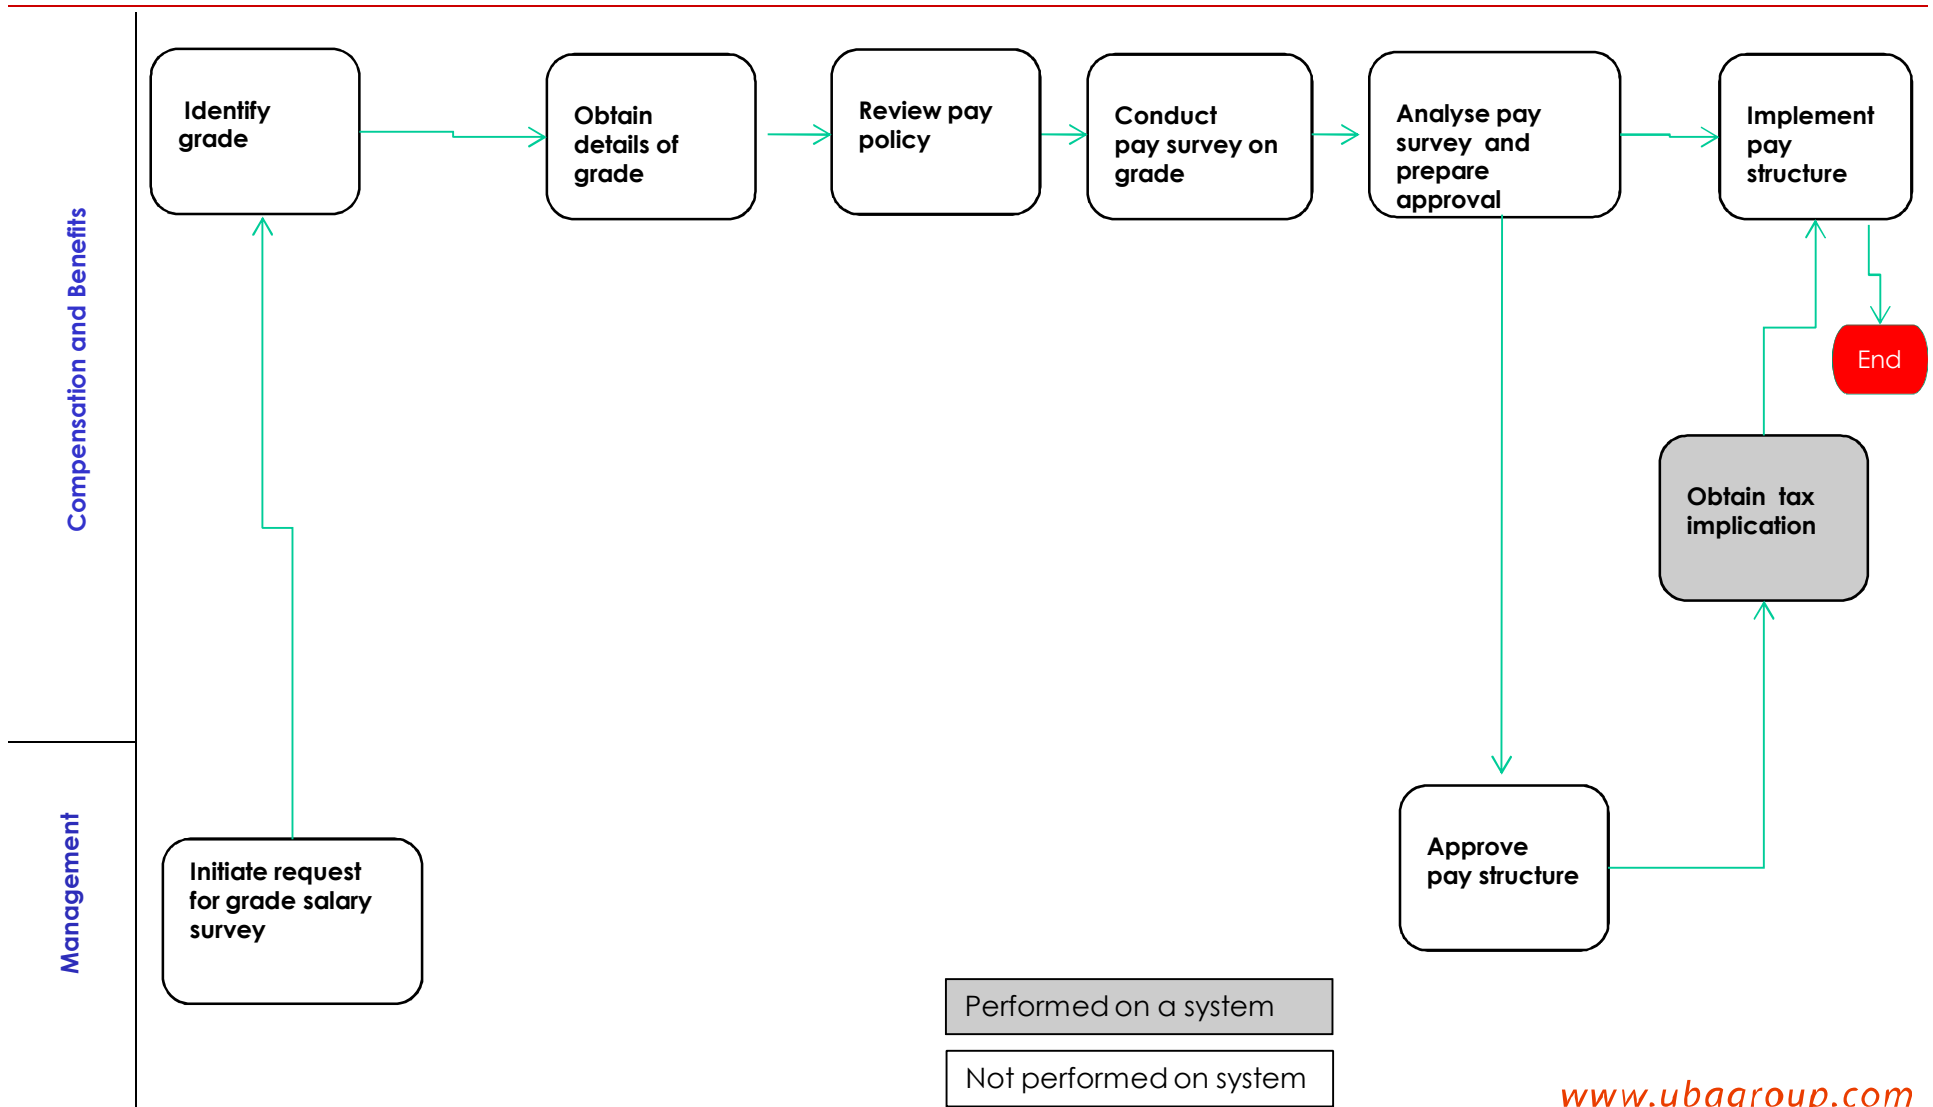 Compensation and Benefits
Identify
grade
Obtain
details of
grade
Review pay
policy
Conduct
pay survey on
grade
Analyse pay
survey and
prepare
approval
Implement
pay
structure
End
Obtain tax
implication
Management
Initiate request
for grade salary
survey
Approve
pay structure
Performed on a system
Not performed on system
www.ubagroup.com